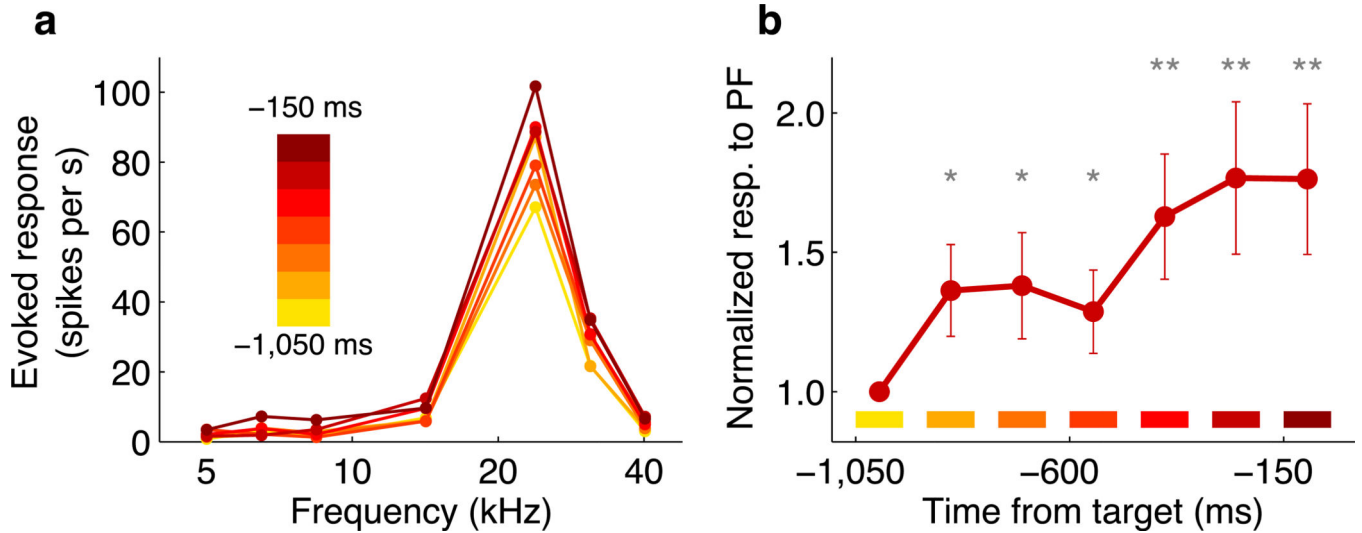 a
Evoked response
(spikes per s)
100
80
60
40
20
0
−150 ms
−1,050 ms
5
10
20
40
Frequency (kHz)
b
Normalized resp. to PF
2.0
1.5
1.0
*
*
*
**
**
**
−1,050
−600
−150
Time from target (ms)